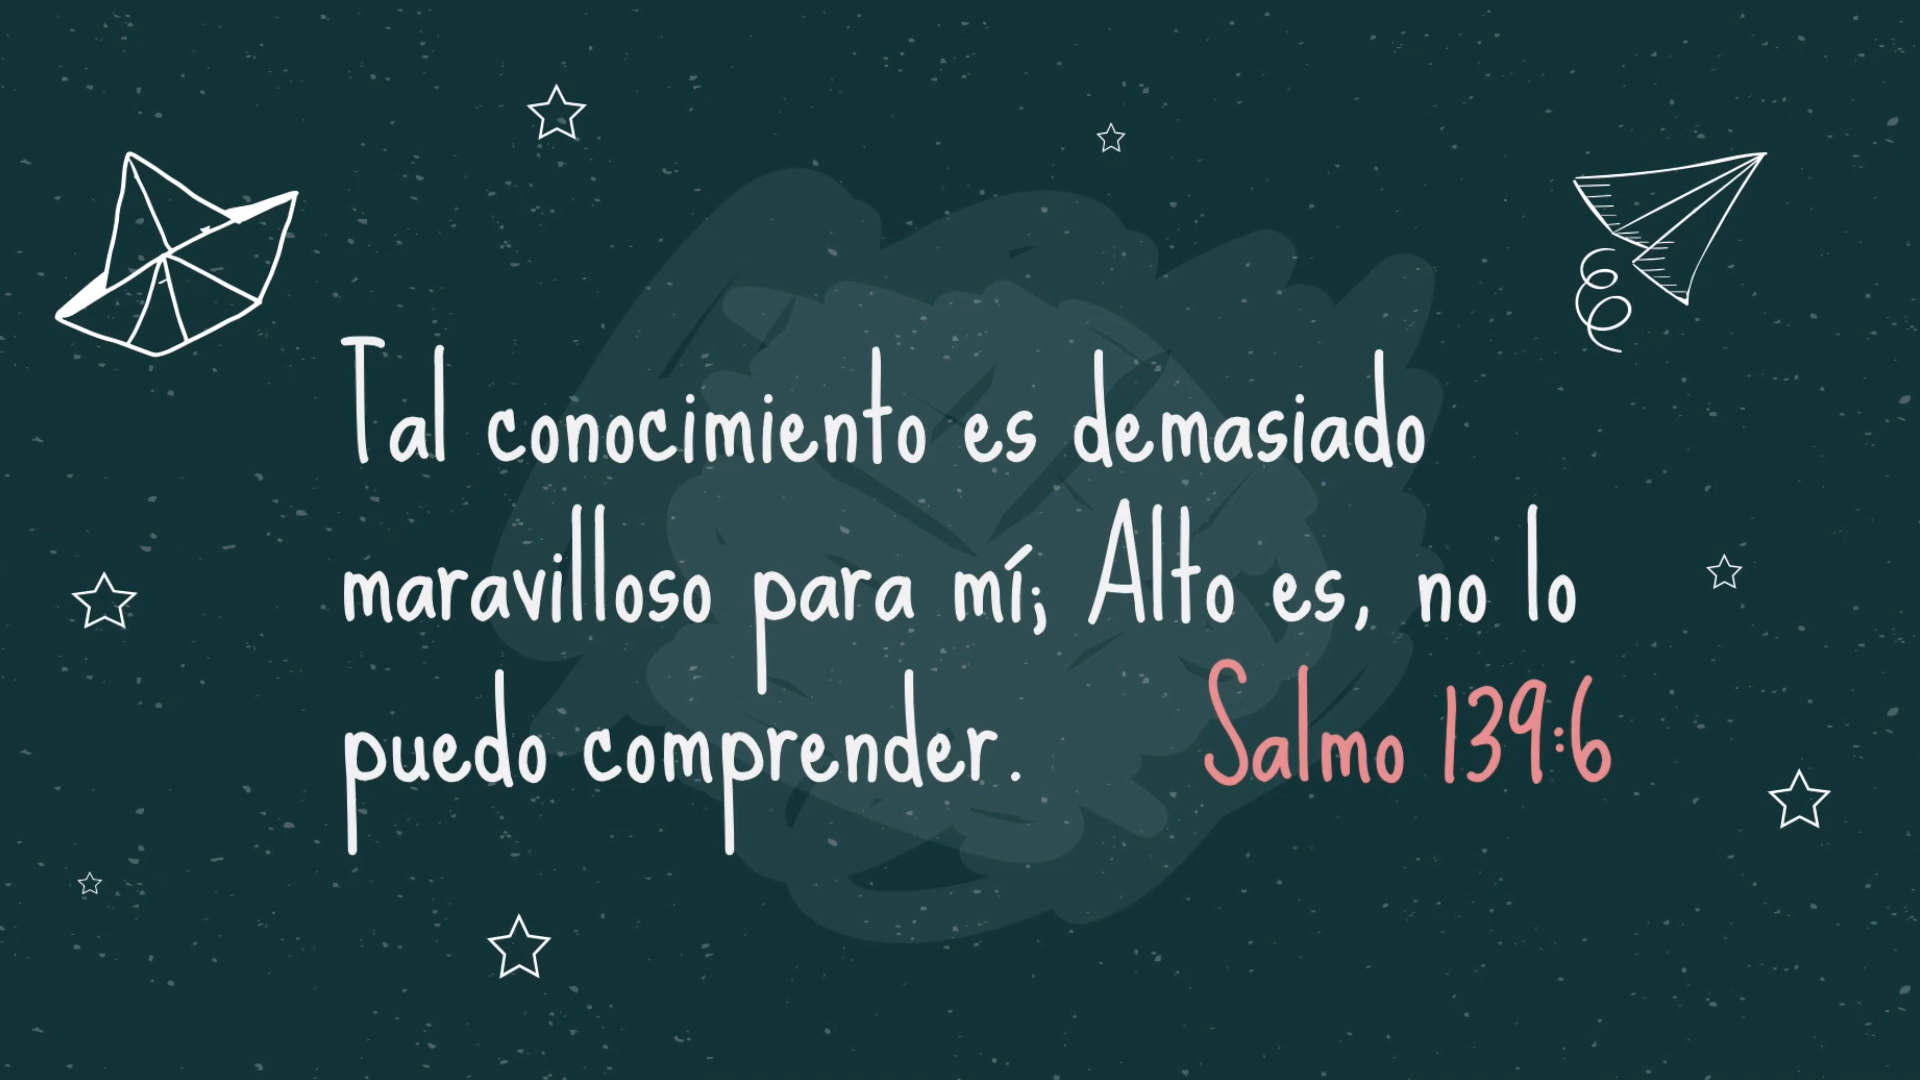 Tal conocimiento es demasiado
maravilloso para mí; Alto es, no lo
puedo comprender. Salmo 139:6